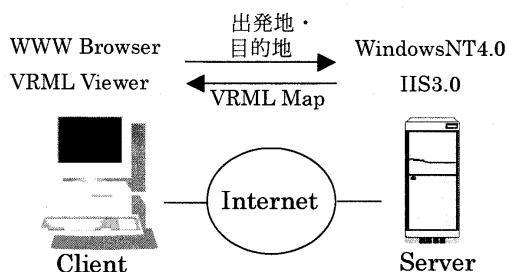 出発地・
目的地
WWW Browser
WindowsNT4.0
VRML Viewer
IIS3.0
VRML Map
Internet
Client
Server